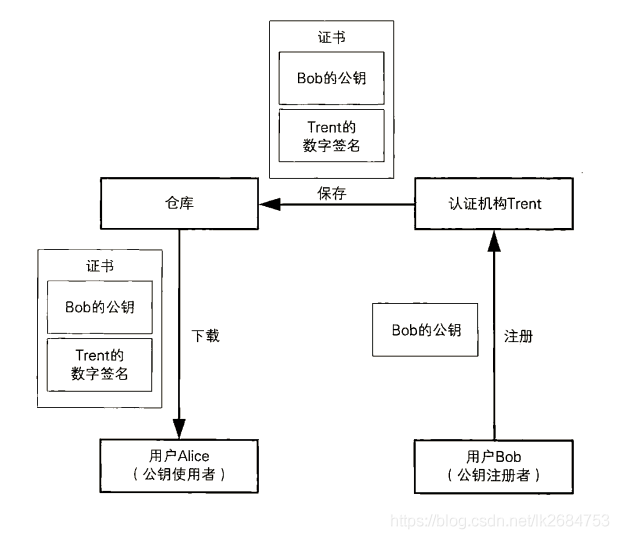 证书
Bob的公钥
Trent的
数字签名
仓库
保存
认证机构Trent
证书
Bob的公钥
Trent的
数字签名
下载
Bob的公钥
注册
用户Alice
（公钥使用者）
用户Bob
（公钥注册者）
https://blog.csdn.net/lk2684753